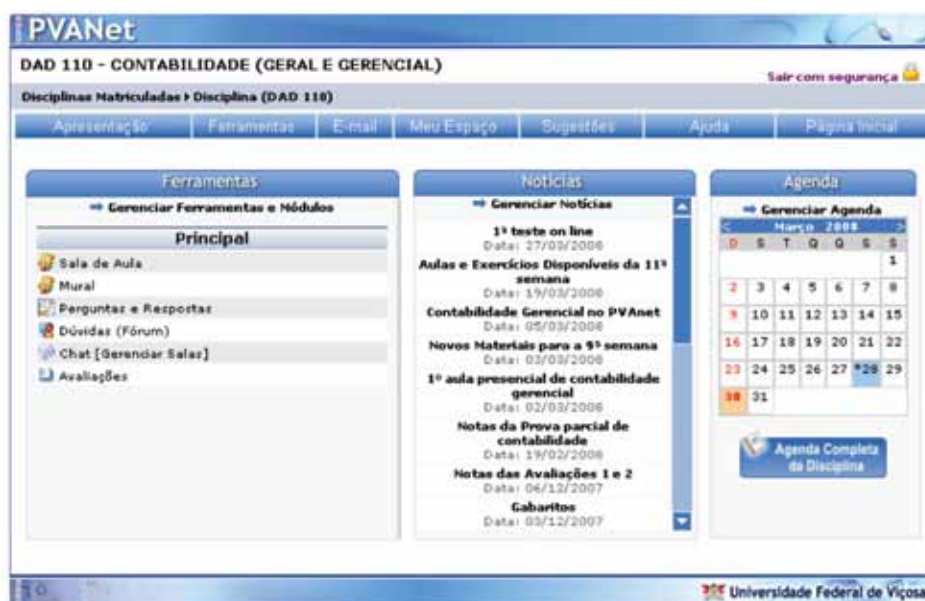 PVANet
DAD 110 - CONTABILIDADE (GERAL E GERENCIAL)
Sair com segurança
Disciplinas Matriculadas Disciplina (DAD 110)
Apresentação Ferramentas E-mail Meu Espaço Sugestões Ajuda Página Inicial
Ferramentas
Gerenciar Ferramentas e Módulos
Principal
Sala de Aula
Mural
Perguntas e Respostas
Dúvidas (Fórum)
Chat [Gerenciar Salas]
Avaliações
Notícias
Gerenciar Notícias
1º teste on line
Data: 27/03/2008
Aulas e Exercícios Disponíveis da 11ª
semana
Data: 19/03/2008
Contabilidade Gerencial no PVAnet
Data: 05/03/2008
Novos Materiais para a 9ª semana
Data: 03/03/2008
1º aula presencial de contabilidade
gerencial
Data: 02/03/2008
Notas da Prova parcial de
contabilidade
Data: 19/02/2008
Notas das Avaliações 1 e 2
Data: 06/12/2007
Gabaritos
Data: 03/12/2007
Agenda
Gerenciar Agenda
< Março 2008 >
D S T Q Q S S
1
2 3 4 5 6 7 8
9 10 11 12 13 14 15
16 17 18 19 20 21 22
23 24 25 26 27 *28 29
30 31
Agenda Completa
da Disciplina
Universidade Federal de Viçosa